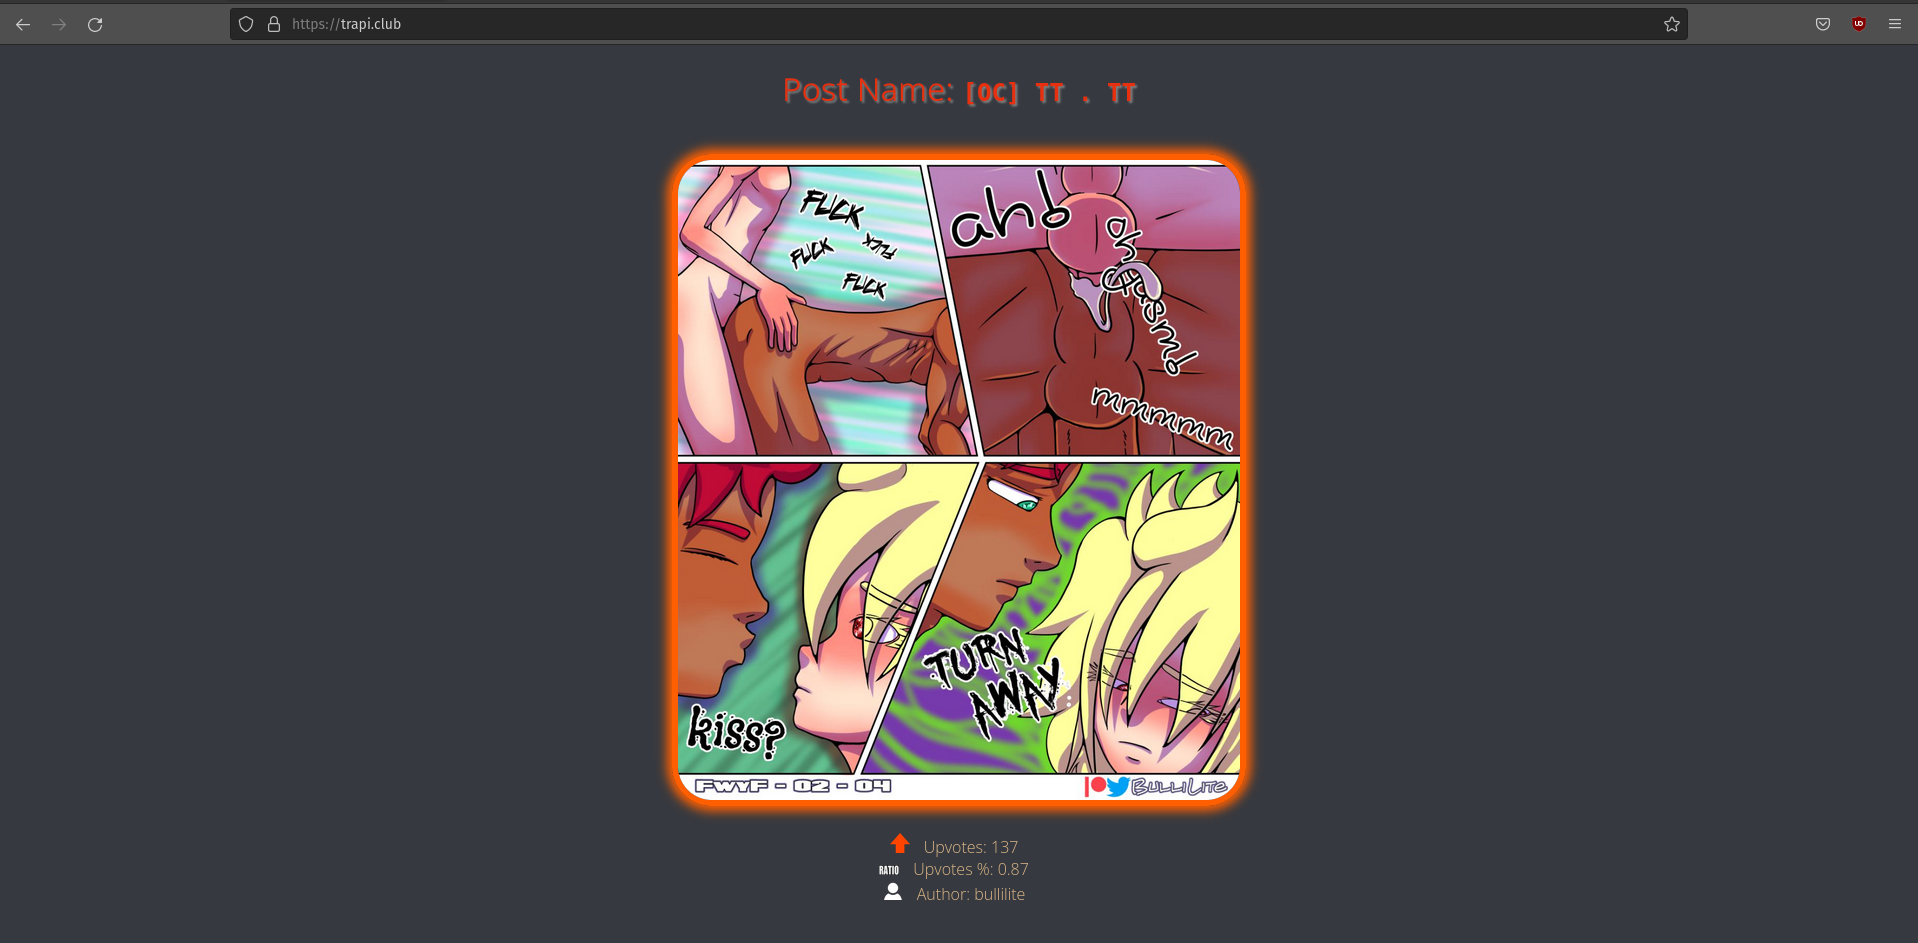 https://trapi.club
Post Name: [OC] TT . TT
FUCK
FUCK
FUCK
FUCK
ahh
oh
mmmmm
kiss?
TURN
AWAY
FWYF - 02 - 04
BULLILITE
Upvotes: 137
RATIO
Upvotes %: 0.87
Author: bullilite